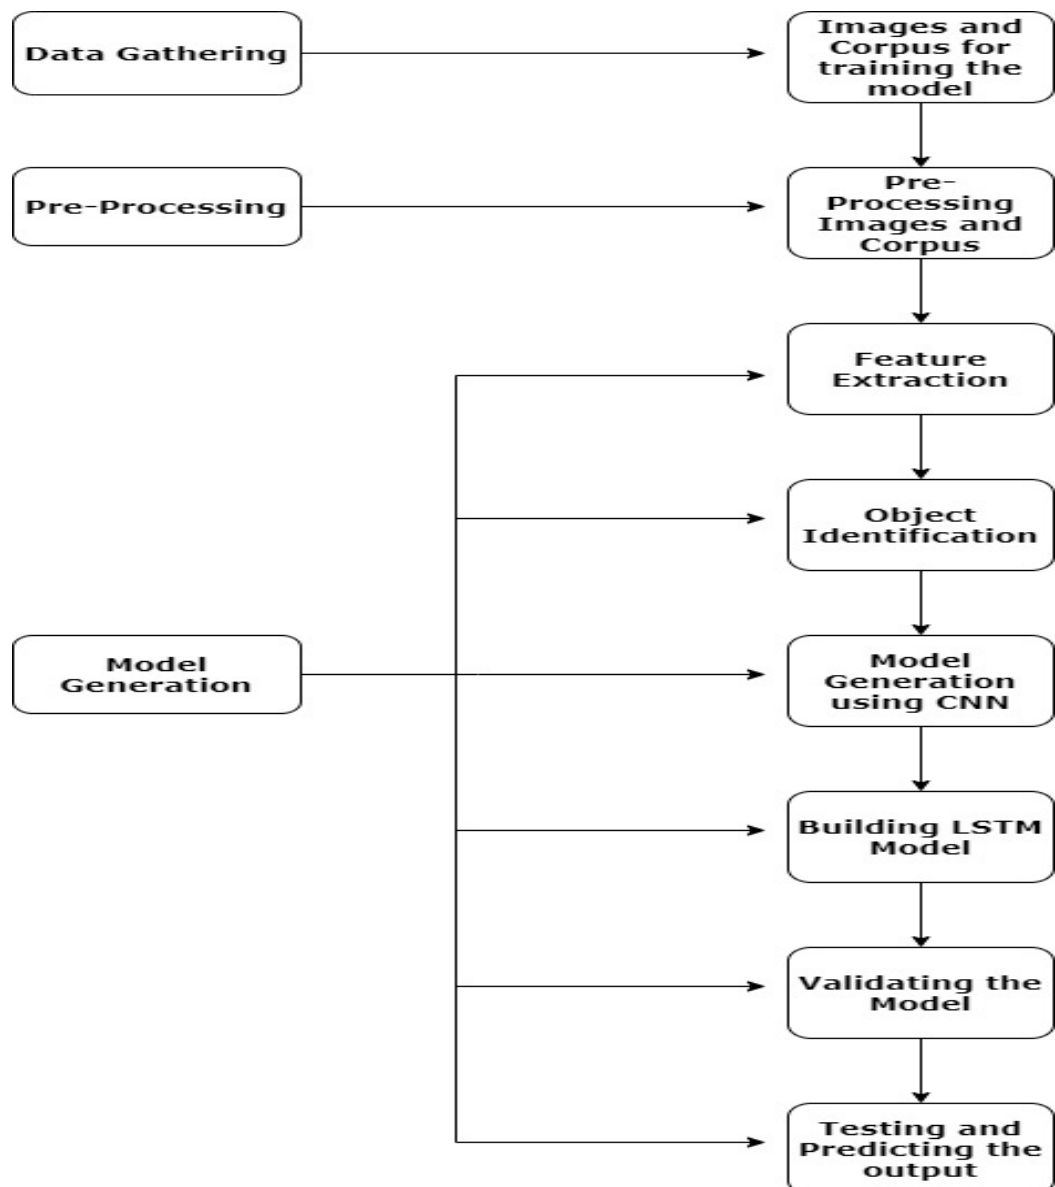 Data Gathering
Images and
Corpus for
training the
model
Pre-Processing
Pre-
Processing
Images and
Corpus
Feature
Extraction
Object
Identification
Model
Generation
Model
Generation
using CNN
Building LSTM
Model
Validating the
Model
Testing and
Predicting the
output